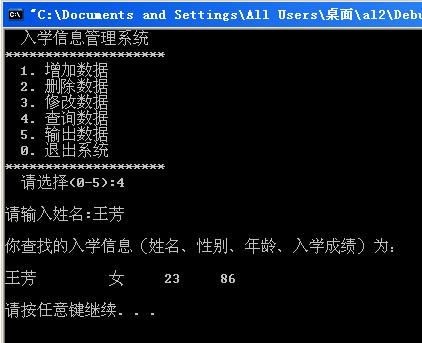 "C:\Documents and Settings\All Users\桌面\al2\Debu
入学信息管理系统
********************
1. 增加数据
2. 删除数据
3. 修改数据
4. 查询数据
5. 输出数据
0. 退出系统
********************
请选择(0-5):4
请输入姓名:王芳
你查找的入学信息（姓名、性别、年龄、入学成绩）为：
王芳 女 23 86
请按任意键继续. . .